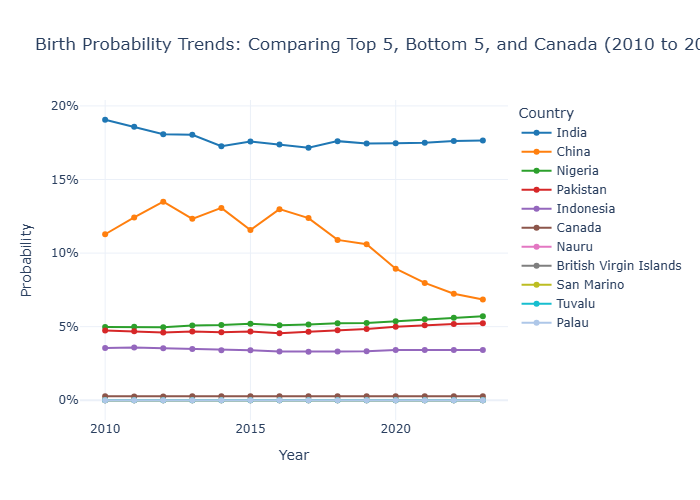 Birth Probability Trends: Comparing Top 5, Bottom 5, and Canada (2010 to 20
20%
15%
10%
5%
0%
Probability
2010
2015
2020
Year
Country
India
China
Nigeria
Pakistan
Indonesia
Canada
Nauru
British Virgin Islands
San Marino
Tuvalu
Palau